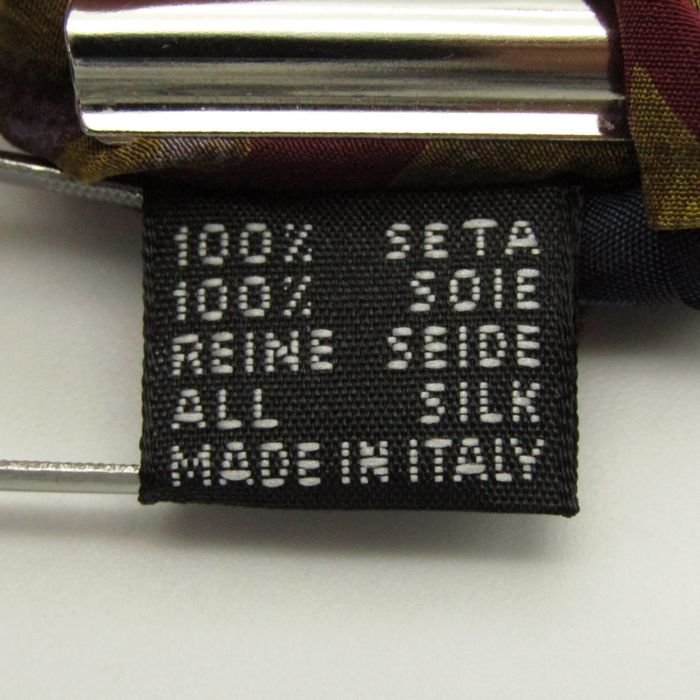 100% SETA
100% SOIE
REINE SEIDE
ALL SILK
MADE IN ITALY